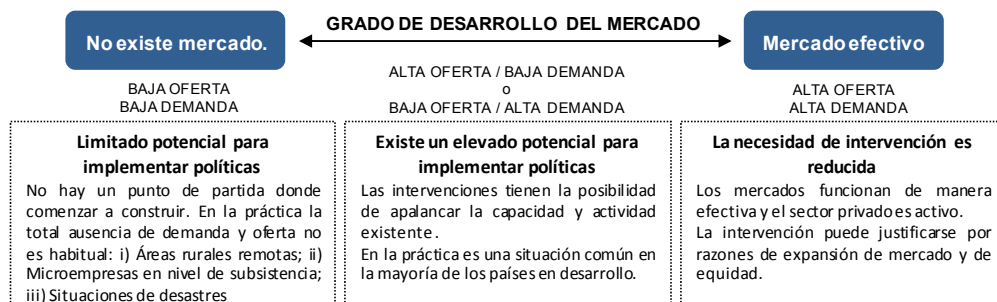 GRADO DE DESARROLLO DEL MERCADO
No existe mercado.
Mercado efectivo
BAJA OFERTA
BAJA DEMANDA
ALTA OFERTA / BAJA DEMANDA
o
BAJA OFERTA / ALTA DEMANDA
ALTA OFERTA
ALTA DEMANDA
Limitado potencial para
implementar políticas
No hay un punto de partida donde
comenzar a construir. En la práctica la
total ausencia de demanda y oferta no
es habitual: i) Áreas rurales remotas; ii)
Microempresas en nivel de subsistencia;
iii) Situaciones de desastres
Existe un elevado potencial para
implementar políticas
Las intervenciones tienen la posibilidad
de apalancar la capacidad y actividad
existente.
En la práctica es una situación común en
la mayoría de los países en desarrollo.
La necesidad de intervención es
reducida
Los mercados funcionan de manera
efectiva y el sector privado es activo.
La intervención puede justificarse por
razones de expansión de mercado y de
equidad.